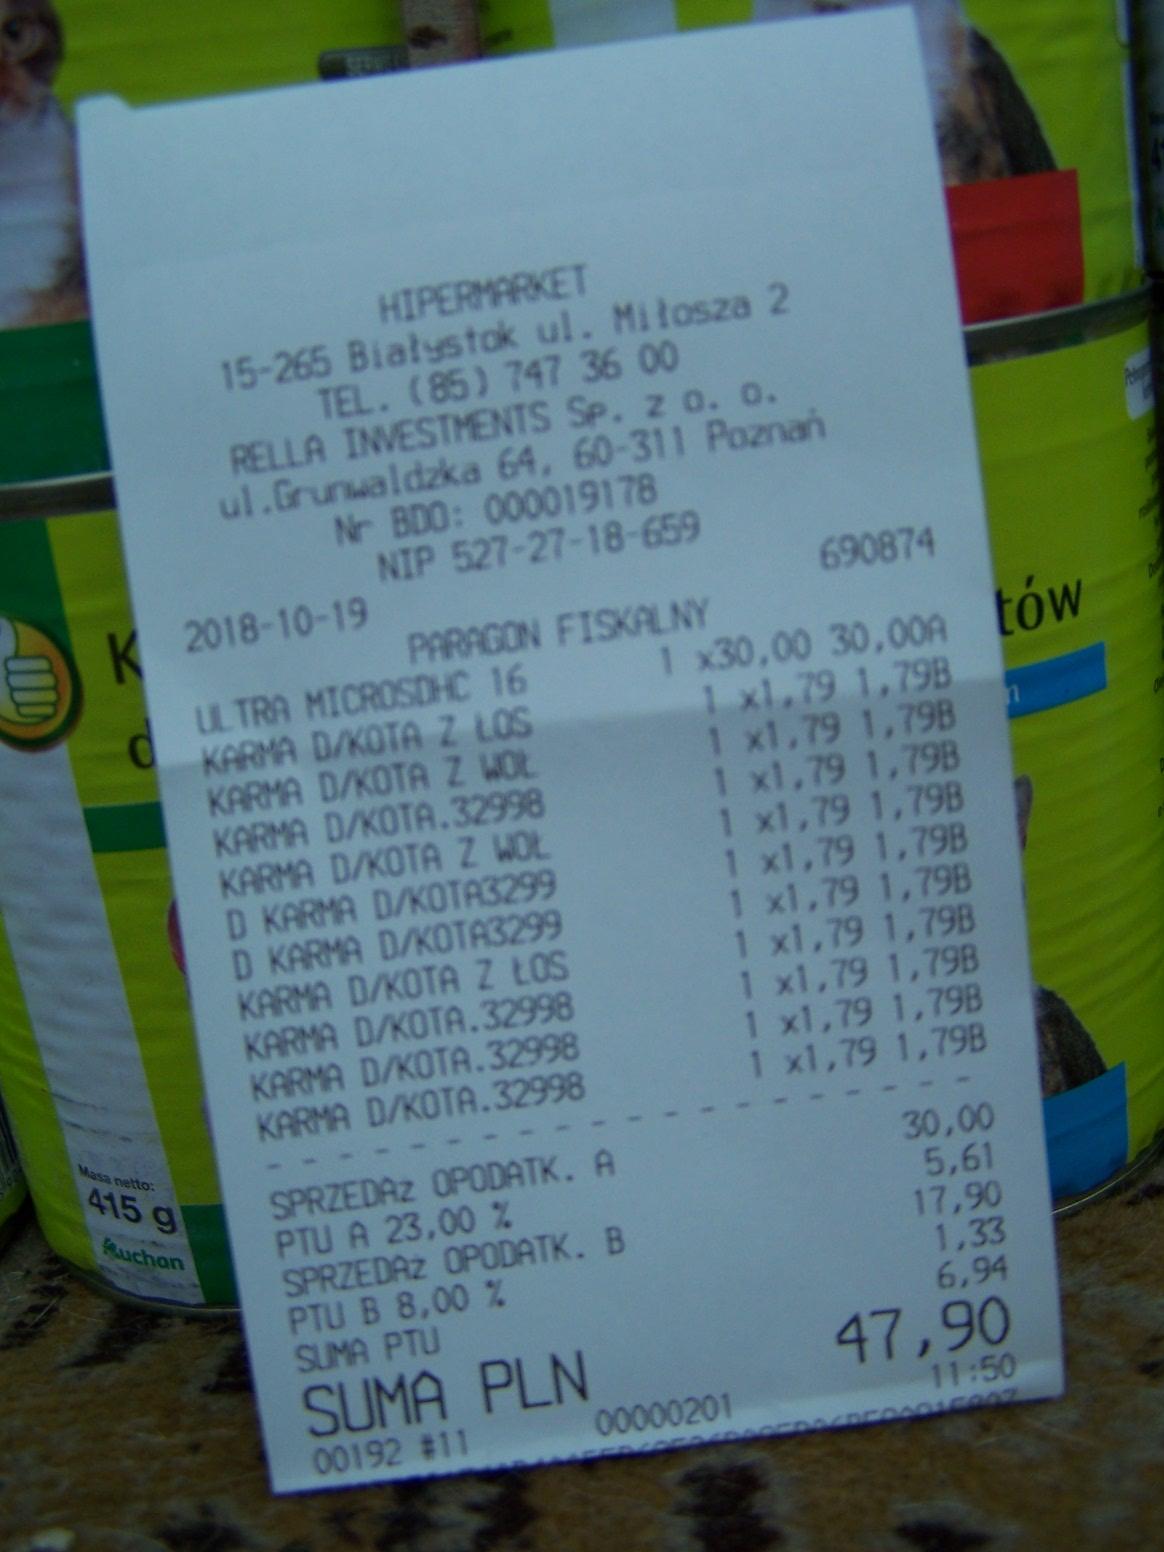 HIPERMARKET
15-265 Białystok ul. Miłosza 2
TEL. (85) 747 36 00
RELLA INVESTMENTS Sp. z o. o.
ul.Grunwaldzka 64, 60-311 Poznań
Nr BDO: 000019178
NIP 527-27-18-659
2018-10-19 690874
PARAGON FISKALNY
ULTRA MICROSDHC 16 1 x30,00 30,00A
KARMA D/KOTA Z ŁOS 1 x1,79 1,79B
KARMA D/KOTA Z WOŁ 1 x1,79 1,79B
KARMA D/KOTA.32998 1 x1,79 1,79B
KARMA D/KOTA Z WOŁ 1 x1,79 1,79B
D KARMA D/KOTA3299 1 x1,79 1,79B
D KARMA D/KOTA3299 1 x1,79 1,79B
KARMA D/KOTA Z ŁOS 1 x1,79 1,79B
KARMA D/KOTA.32998 1 x1,79 1,79B
KARMA D/KOTA.32998 1 x1,79 1,79B
KARMA D/KOTA.32998 1 x1,79 1,79B
SPRZEDAż OPODATK. A 30,00
PTU A 23,00 % 5,61
SPRZEDAż OPODATK. B 17,90
PTU B 8,00 % 1,33
SUMA PTU 6,94
SUMA PLN 47,90
00192 #11 00000201 11:50
K
d
tów
Masa netto:
415 g
Auchan